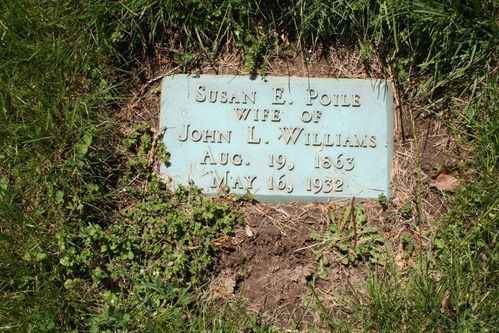 Susan E. Poile
wife of
John L. Williams
Aug. 19, 1863
May 16, 1932